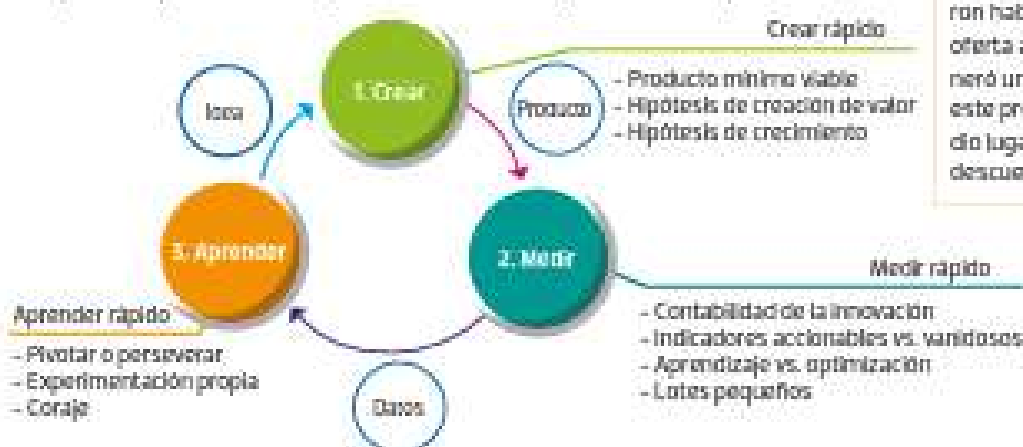 Crear rápido
1. Crear
Idea
Producto
- Producto mínimo viable
- Hipótesis de creación de valor
- Hipótesis de crecimiento
3. Aprender
2. Medir
Medir rápido
- Contabilidad de la innovación
- Indicadores accionables vs. vanidosos
- Aprendizaje vs. optimización
- Lotes pequeños
Aprender rápido
- Pivotar o perseverar
- Experimentación propia
- Coraje
Datos
ron hab
oferta a
neró un
este pr
dio luga
descue